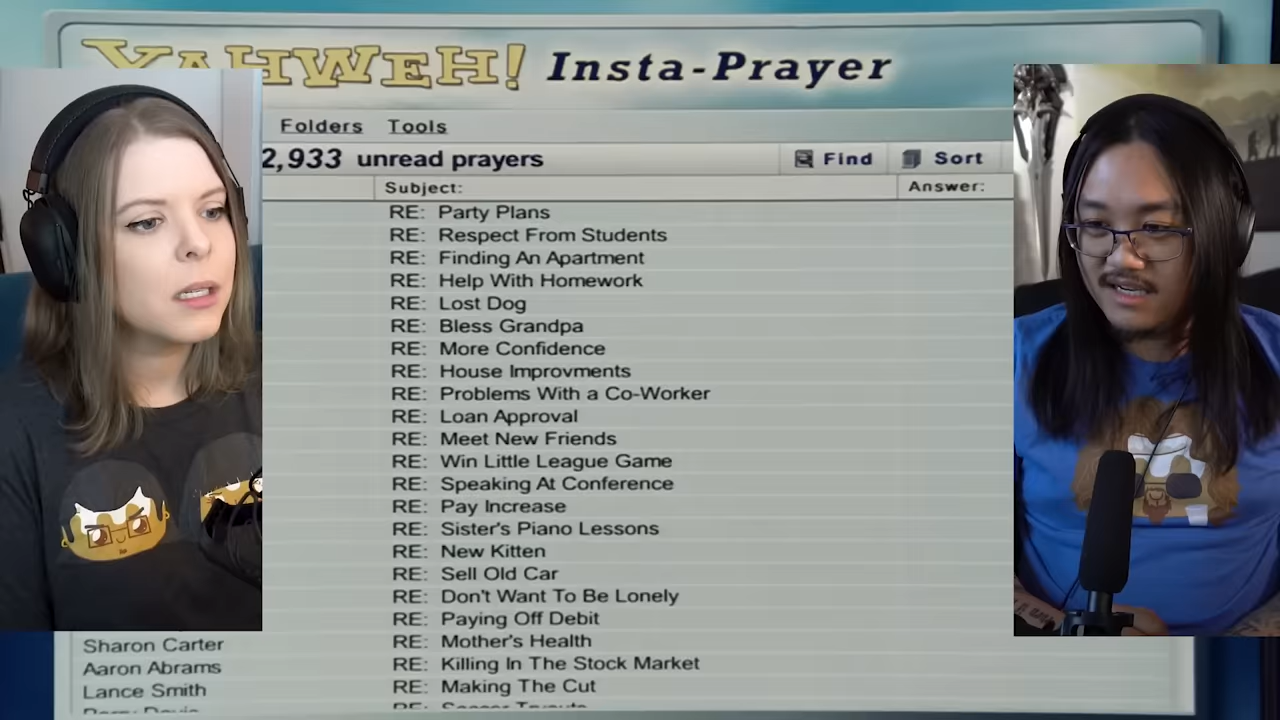 YAHWEH! Insta-Prayer
Folders Tools
2,933 unread prayers Find Sort
Subject: Answer:
RE: Party Plans
RE: Respect From Students
RE: Finding An Apartment
RE: Help With Homework
RE: Lost Dog
RE: Bless Grandpa
RE: More Confidence
RE: House Improvments
RE: Problems With a Co-Worker
RE: Loan Approval
RE: Meet New Friends
RE: Win Little League Game
RE: Speaking At Conference
RE: Pay Increase
RE: Sister's Piano Lessons
RE: New Kitten
RE: Sell Old Car
RE: Don't Want To Be Lonely
RE: Paying Off Debit
Sharon Carter RE: Mother's Health
Aaron Abrams RE: Killing In The Stock Market
Lance Smith RE: Making The Cut